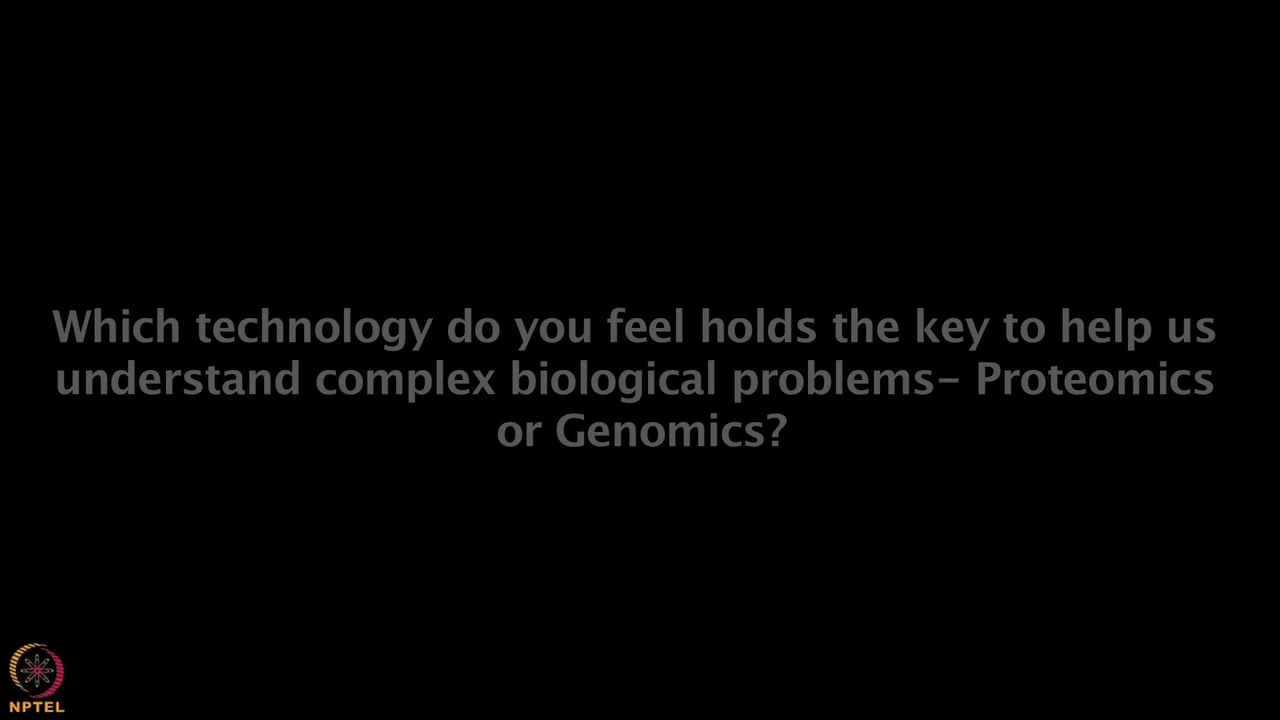 Which technology do you feel holds the key to help us
understand complex biological problems- Proteomics
or Genomics?
NPTEL